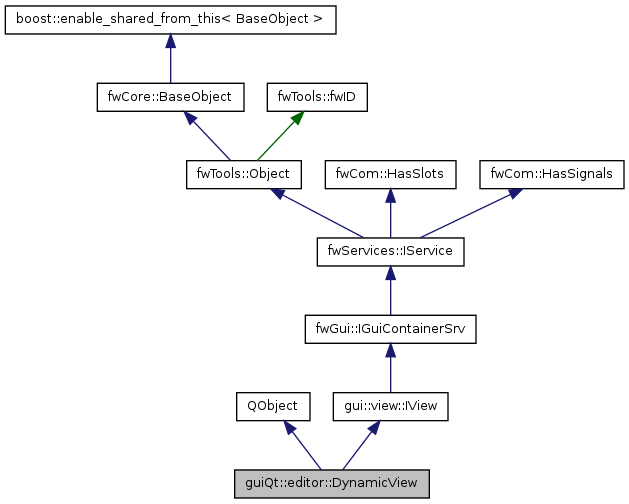 boost::enable_shared_from_this< BaseObject >
fwCore::BaseObject
fwTools::fwID
fwTools::Object
fwCom::HasSlots
fwCom::HasSignals
fwServices::IService
fwGui::IGuiContainerSrv
QObject
gui::view::IView
guiQt::editor::DynamicView